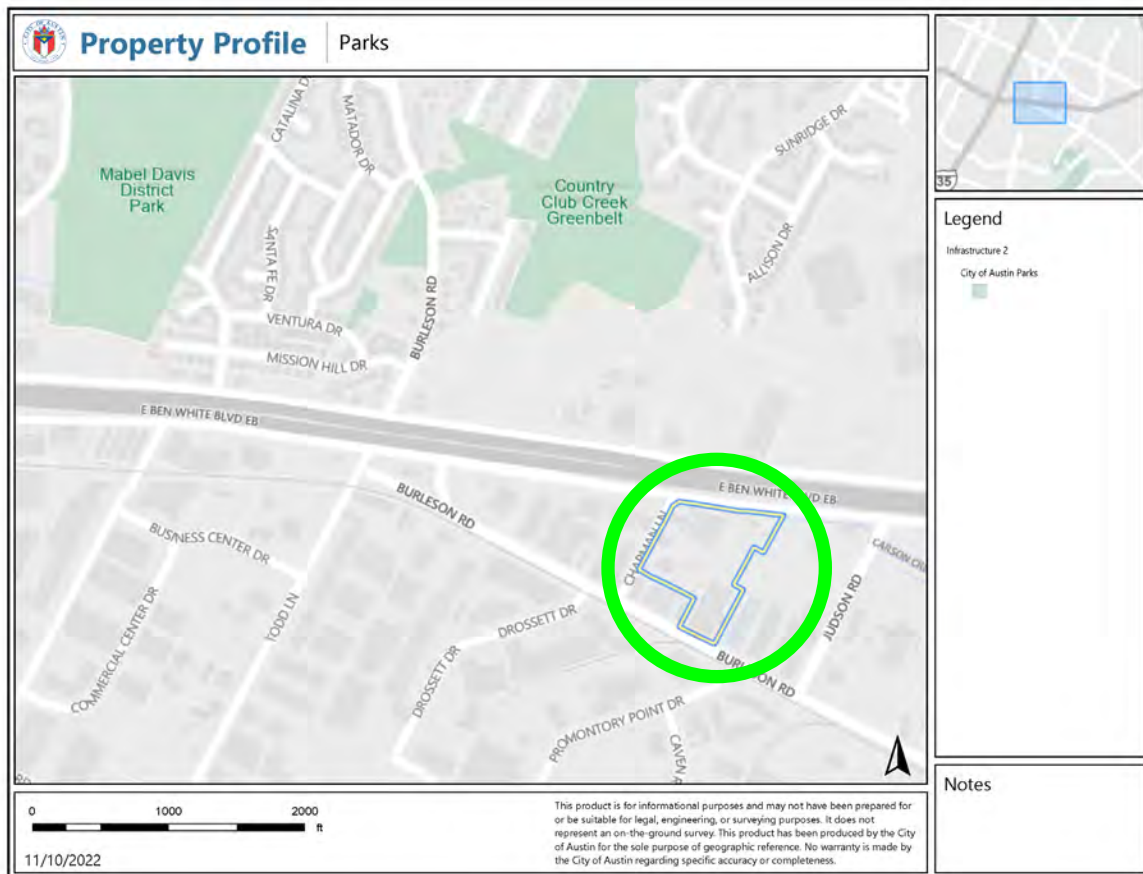 Property Profile
Parks
CATALINA D
MATADOR DR
SUNRIDGE DR
Mabel Davis
District
Park
Country
Club Creek
Greenbelt
SANTA FE DR
ALLISON DR
VENTURA DR
BURLESON RD
MISSION HILL DR
E BEN WHITE BLVD EB
E BEN WHITE BLVD EB
BURLESON RD
CHAPMAN LN
BUSINESS CENTER DR
CARSON
JUDSON RD
TODD LN
DROSSETT DR
COMMERCIAL CENTER DR
DROSSETT DR
BURLESON RD
PROMONTORY POINT DR
CAVEN
RD
35
Legend
Infrastructure 2
City of Austin Parks
Notes
0 1000 2000
ft
11/10/2022
This product is for informational purposes and may not have been prepared for
or be suitable for legal, engineering, or surveying purposes. It does not
represent an on-the-ground survey. This product has been produced by the City
of Austin for the sole purpose of geographic reference. No warranty is made by
the City of Austin regarding specific accuracy or completeness.